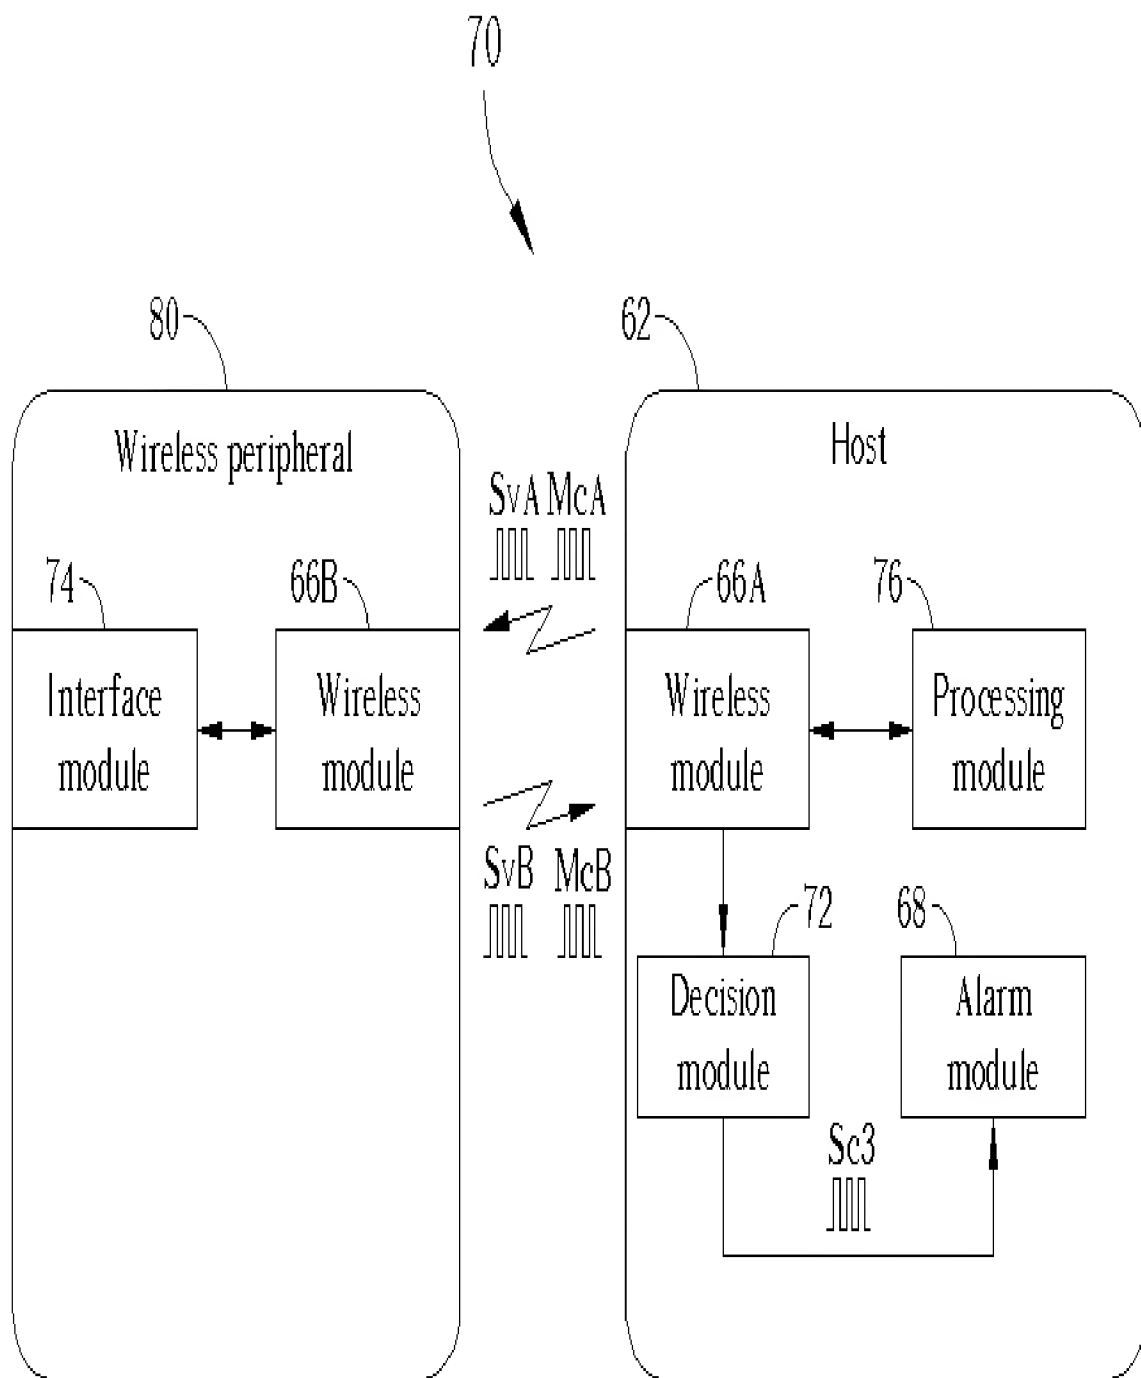 70
80
62
Wireless peripheral
Host
SvA McA
74
66B
66A
76
Interface
module
Wireless
module
Wireless
module
Processing
module
SvB McB
72
68
Decision
module
Alarm
module
Sc3